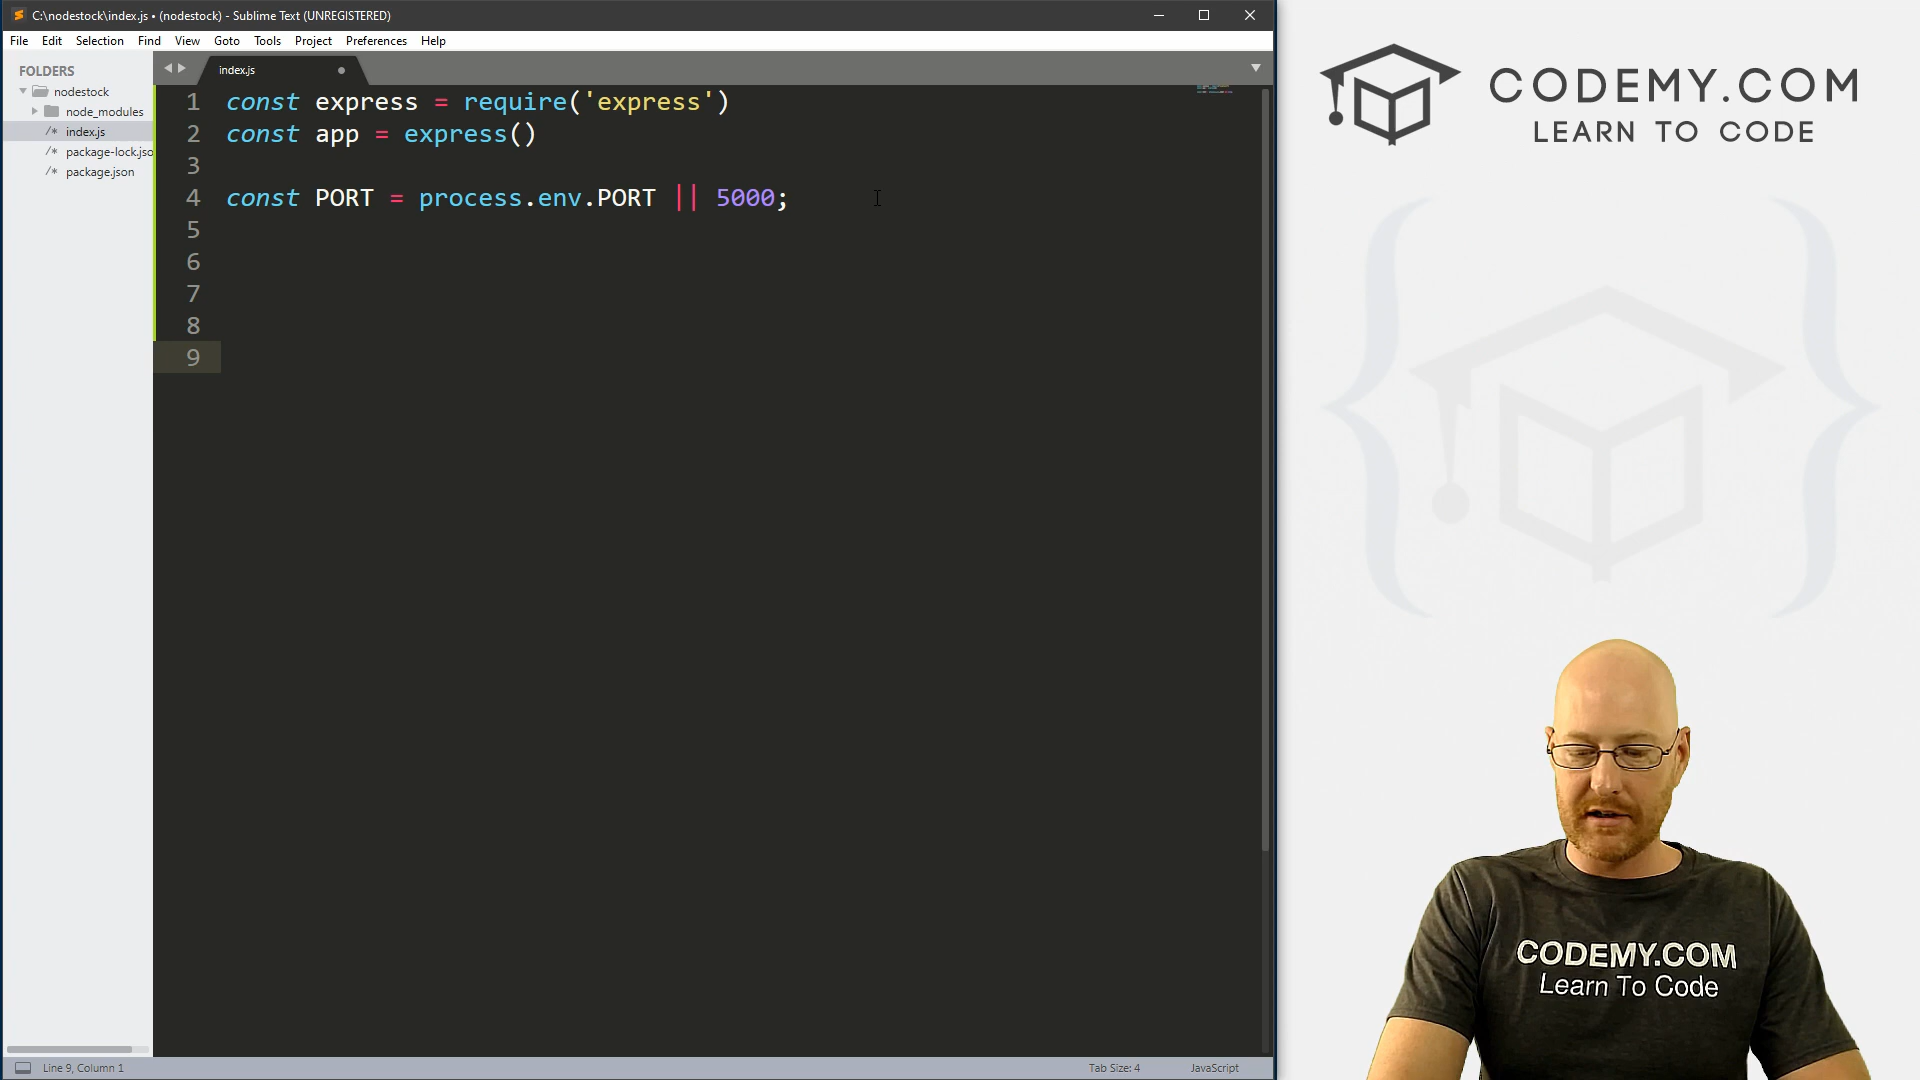 C:\nodestock\index.js • (nodestock) - Sublime Text (UNREGISTERED)
File Edit Selection Find View Goto Tools Project Preferences Help
FOLDERS
nodestock
node_modules
index.js
package-lock.jso
package.json
index.js
1 const express = require('express')
2 const app = express()
3
4 const PORT = process.env.PORT || 5000;
5
6
7
8
9
Line 9, Column 1
Tab Size: 4
JavaScript
CODEMY.COM
LEARN TO CODE
CODEMY.COM
Learn To Code